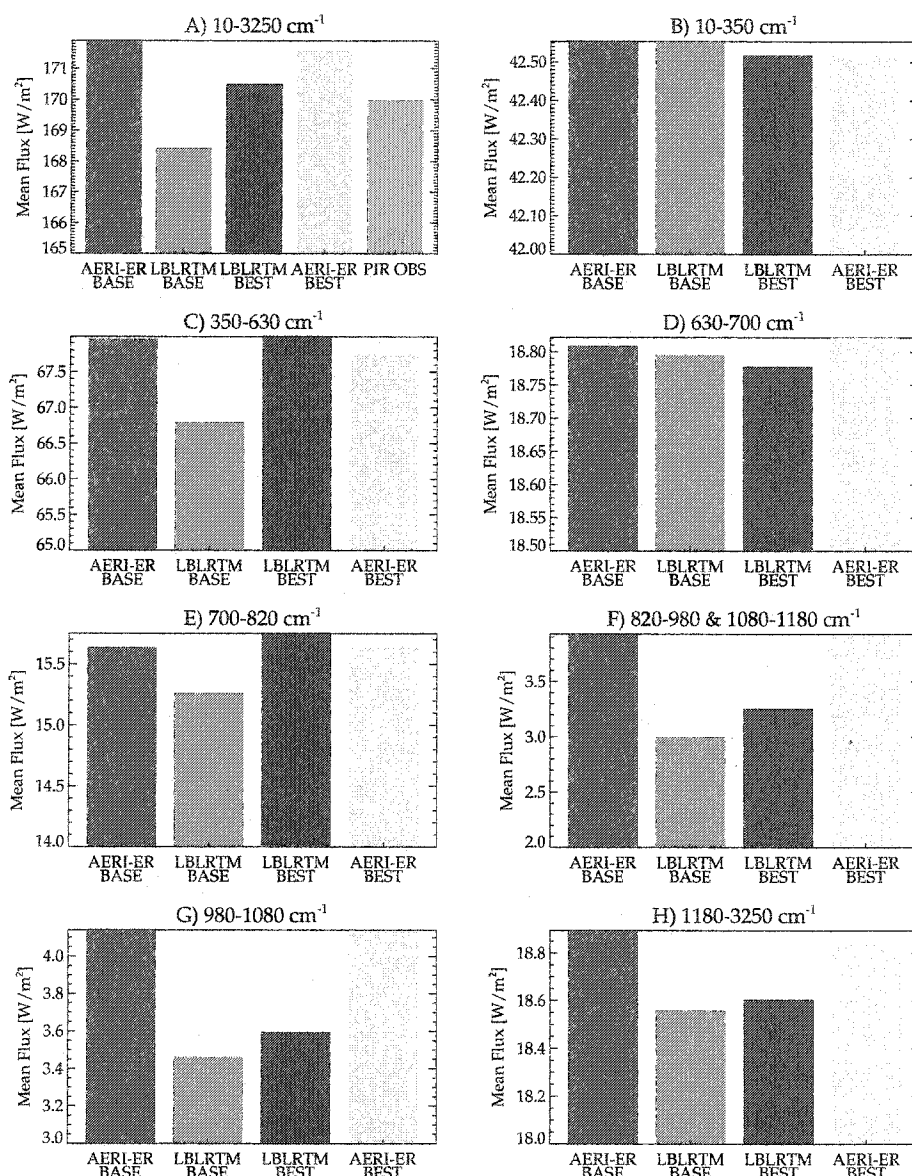 A) 10-3250 cm-1
Mean Flux [W/m2]
171
170
169
168
167
166
165
AERI-ER BASE
LBLRTM BASE
LBLRTM BEST
AERI-ER BEST
PIR OBS
B) 10-350 cm-1
Mean Flux [W/m2]
42.50
42.40
42.30
42.20
42.10
42.00
AERI-ER BASE
LBLRTM BASE
LBLRTM BEST
AERI-ER BEST
C) 350-630 cm-1
Mean Flux [W/m2]
67.5
67.0
66.5
66.0
65.5
65.0
AERI-ER BASE
LBLRTM BASE
LBLRTM BEST
AERI-ER BEST
D) 630-700 cm-1
Mean Flux [W/m2]
18.80
18.75
18.70
18.65
18.60
18.55
18.50
AERI-ER BASE
LBLRTM BASE
LBLRTM BEST
AERI-ER BEST
E) 700-820 cm-1
Mean Flux [W/m2]
15.5
15.0
14.5
14.0
AERI-ER BASE
LBLRTM BASE
LBLRTM BEST
AERI-ER BEST
F) 820-980 & 1080-1180 cm-1
Mean Flux [W/m2]
3.5
3.0
2.5
2.0
AERI-ER BASE
LBLRTM BASE
LBLRTM BEST
AERI-ER BEST
G) 980-1080 cm-1
Mean Flux [W/m2]
4.0
3.8
3.6
3.4
3.2
3.0
AERI-ER BASE
LBLRTM BASE
LBLRTM BEST
AERI-ER BEST
H) 1180-3250 cm-1
Mean Flux [W/m2]
18.8
18.6
18.4
18.2
18.0
AERI-ER BASE
LBLRTM BASE
LBLRTM BEST
AERI-ER BEST